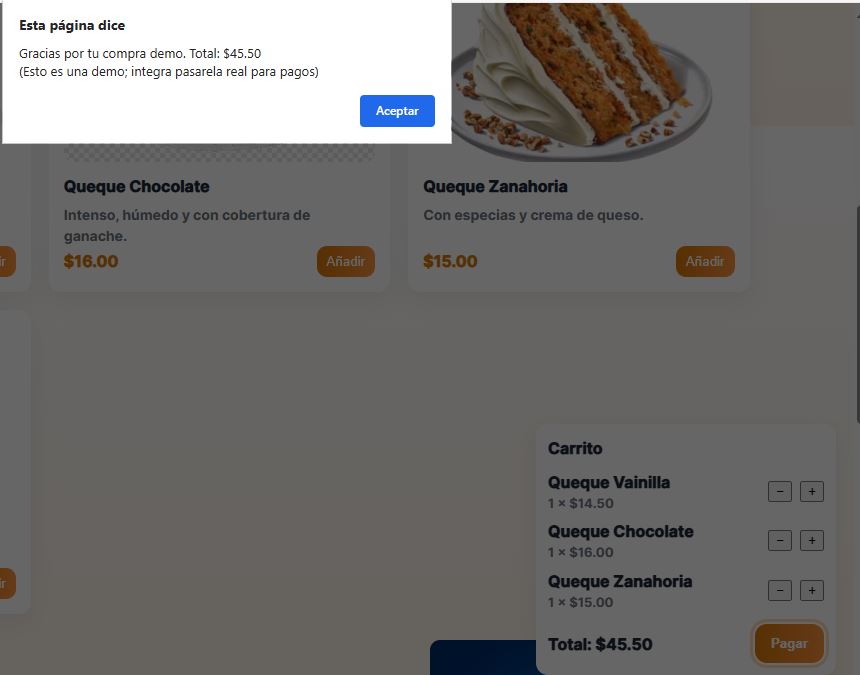 Esta página dice
Gracias por tu compra demo. Total: $45.50
(Esto es una demo; integra pasarela real para pagos)
Aceptar
Queque Chocolate
Intenso, húmedo y con cobertura de
ganache.
$16.00
Añadir
Queque Zanahoria
Con especias y crema de queso.
$15.00
Añadir
Carrito
Queque Vainilla
1 × $14.50
− +
Queque Chocolate
1 × $16.00
− +
Queque Zanahoria
1 × $15.00
− +
Total: $45.50
Pagar